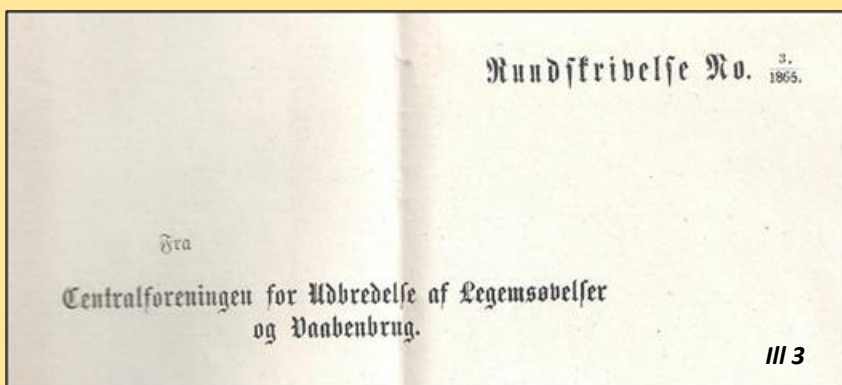 Rundskrivelse No. 3./1865.
Fra
Centralforeningen for Udbredelse af Legemsøvelser
og Vaabenbrug.
Ill 3